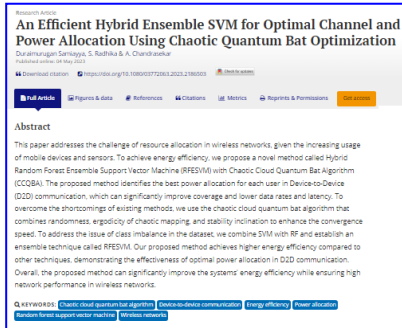 Research Article
An Efficient Hybrid Ensemble SVM for Optimal Channel and
Power Allocation Using Chaotic Quantum Bat Optimization
Duraimurugan Samiayya, S. Radhika & A. Chandrasekar
Published online: 04 May 2023
Download citation https://doi.org/10.1080/03772063.2023.2186503 Check for updates
Full Article Figures & data References Citations Metrics Reprints & Permissions Get access
Abstract
This paper addresses the challenge of resource allocation in wireless networks, given the increasing usage
of mobile devices and sensors. To achieve energy efficiency, we propose a novel method called Hybrid
Random Forest Ensemble Support Vector Machine (RFESVM) with Chaotic Cloud Quantum Bat Algorithm
(CCQBA). The proposed method identifies the best power allocation for each user in Device-to-Device
(D2D) communication, which can significantly improve coverage and lower data rates and latency. To
overcome the shortcomings of existing methods, we use the chaotic cloud quantum bat algorithm that
combines randomness, ergodicity of chaotic mapping, and stability inclination to enhance the convergence
speed. To address the issue of class imbalance in the dataset, we combine SVM with RF and establish an
ensemble technique called RFESVM. Our proposed method achieves higher energy efficiency compared to
other techniques, demonstrating the effectiveness of optimal power allocation in D2D communication.
Overall, the proposed method can significantly improve the systems' energy efficiency while ensuring high
network performance in wireless networks.
KEYWORDS: Chaotic cloud quantum bat algorithm Device-to-device communication Energy efficiency Power allocation
Random forest support vector machine Wireless networks